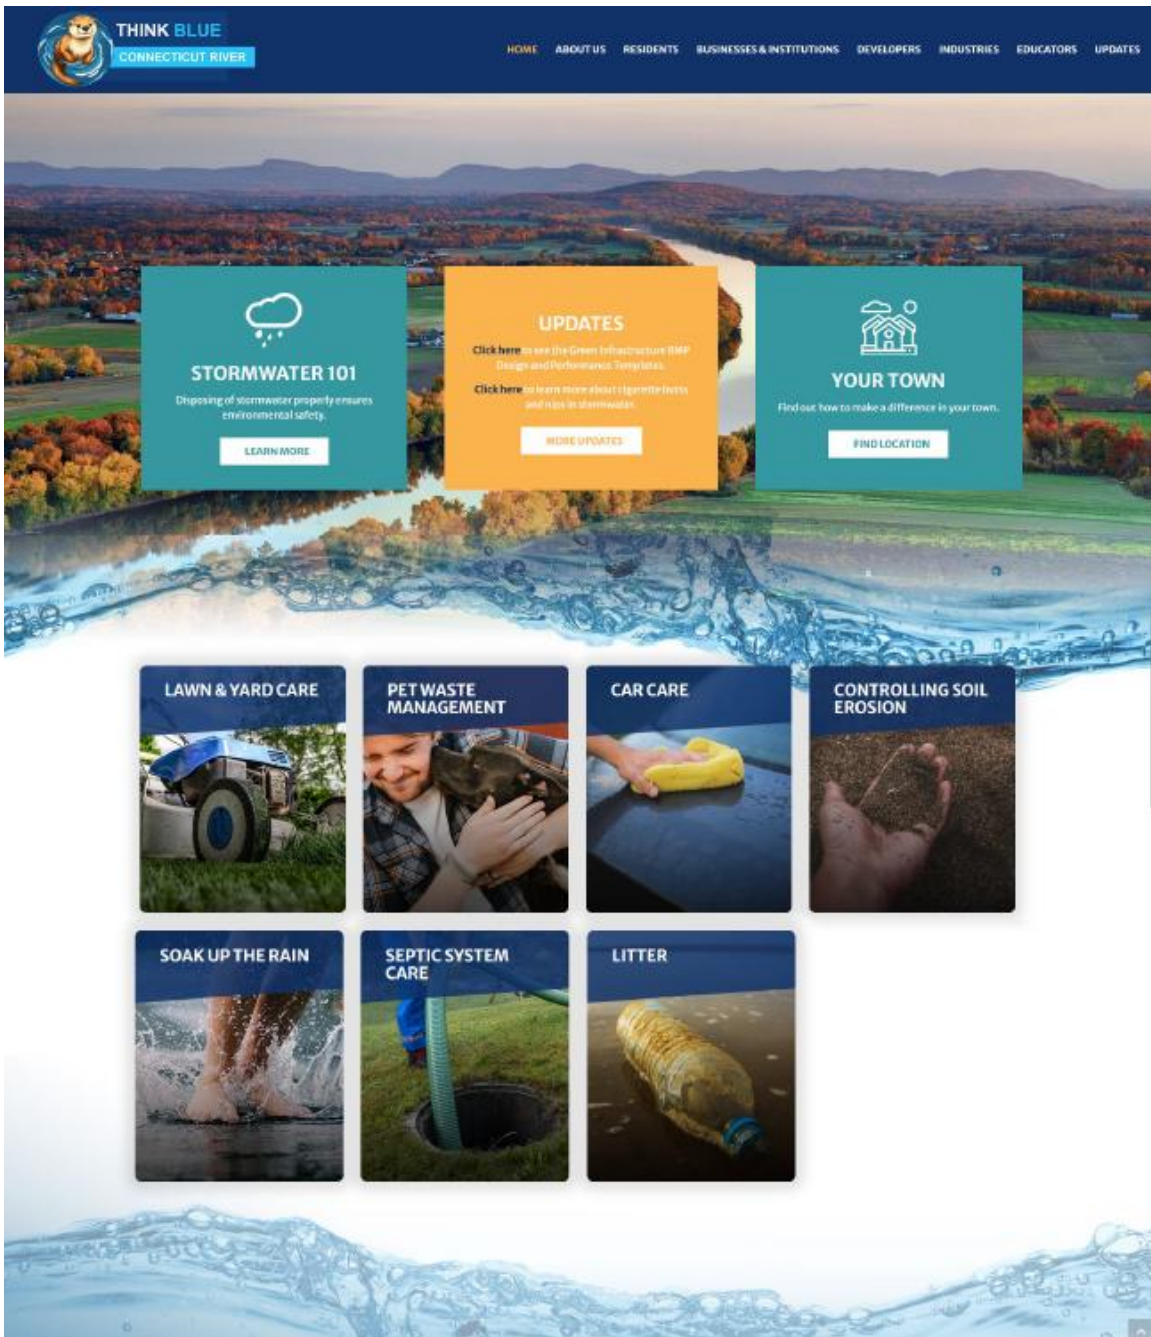 THINK BLUE
CONNECTICUT RIVER
HOME ABOUT US RESIDENTS BUSINESSES & INSTITUTIONS DEVELOPERS INDUSTRIES EDUCATORS UPDATES
STORMWATER 101
Disposing of stormwater properly ensures
environmental safety.
LEARN MORE
UPDATES
Click here to see the Green Infrastructure BMP
Design and Performance Templates.
Click here to learn more about cigarette butts
and nips in stormwater.
MORE UPDATES
YOUR TOWN
Find out how to make a difference in your town.
FIND LOCATION
LAWN & YARD CARE
PET WASTE
MANAGEMENT
CAR CARE
CONTROLLING SOIL
EROSION
SOAK UP THE RAIN
SEPTIC SYSTEM
CARE
LITTER